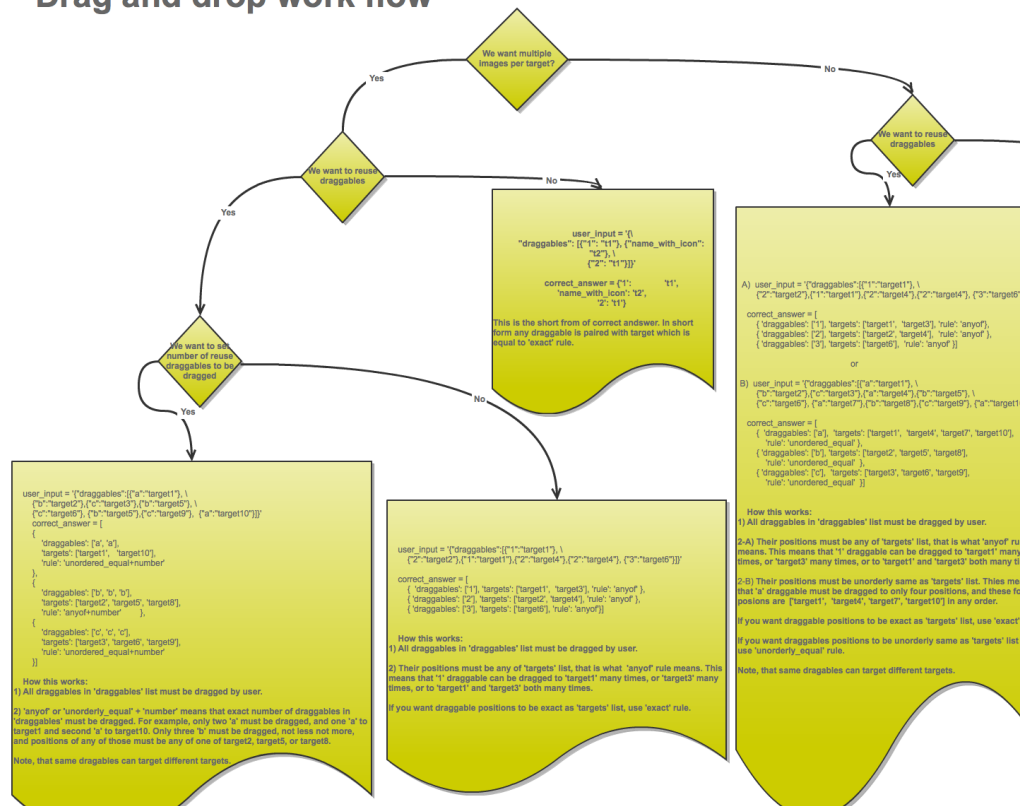 Drag and drop work flow
We want multiple
images per target?
Yes
No
We want to reuse
draggables
We want to reuse
draggables
No
Yes
Yes
user_input = '{\
"draggables": [{"1": "t1"}, {"name_with_icon":
"t2"}, \
{"2": "t1"}]}'
correct_answer = {'1': 't1',
'name_with_icon': 't2',
'2': 't1'}
This is the short from of correct andswer. In short
form any draggable is paired with target which is
equal to 'exact' rule.
A) user_input = '{"draggables":[{"1":"target1"}, \
{"2":"target2"},{"1":"target1"},{"2":"target4"},{"2":"target4"}, {"3":"target6"
correct_answer = [
{ 'draggables': ['1'], 'targets': ['target1', 'target3'], 'rule': 'anyof'},
{ 'draggables': ['2'], 'targets': ['target2', 'target4'], 'rule': 'anyof' },
{ 'draggables': ['3'], 'targets': ['target6'], 'rule': 'anyof' }]
or
B) user_input = '{"draggables":[{"a":"target1"}, \
{"b":"target2"},{"c":"target3"},{"a":"target4"},{"b":"target5"}, \
{"c":"target6"}, {"a":"target7"},{"b":"target8"},{"c":"target9"}, {"a":"target1
correct_answer = [
{ 'draggables': ['a'], 'targets': ['target1', 'target4', 'target7', 'target10'],
'rule': 'unordered_equal' },
{ 'draggables': ['b'], 'targets': ['target2', 'target5', 'target8'],
'rule': 'unordered_equal' },
{ 'draggables': ['c'], 'targets': ['target3', 'target6', 'target9'],
'rule': 'unordered_equal' }]
How this works:
1) All draggables in 'draggables' list must be dragged by user.
2-A) Their positions must be any of 'targets' list, that is what 'anyof' ru
means. This means that '1' draggable can be dragged to 'target1' many
times, or 'target3' many times, or to 'target1' and 'target3' both many ti
2-B) Their positions must be unorderly same as 'targets' list. Thies me
that 'a' draggable must be dragged to only four positions, and these fo
posions are ['target1', 'target4', 'target7', 'target10'] in any order.
If you want draggable positions to be exact as 'targets' list, use 'exact'
If you want draggables positions to be unorderly same as 'targets' list
use 'unorderly_equal' rule.
Note, that same dragables can target different targets.
We want to set
number of reuse
draggables to be
dragged
No
Yes
user_input = '{"draggables":[{"a":"target1"}, \
{"b":"target2"},{"c":"target3"},{"b":"target5"}, \
{"c":"target6"}, {"b":"target5"},{"c":"target9"}, {"a":"target10"}]}'
correct_answer = [
{
'draggables': ['a', 'a'],
'targets': ['target1', 'target10'],
'rule': 'unordered_equal+number'
},
{
'draggables': ['b', 'b', 'b'],
'targets': ['target2', 'target5', 'target8'],
'rule': 'anyof+number' },
{
'draggables': ['c', 'c', 'c'],
'targets': ['target3', 'target6', 'target9'],
'rule': 'unordered_equal+number'
}]
How this works:
1) All draggables in 'draggables' list must be dragged by user.
2) 'anyof' or 'unorderly_equal' + 'number' means that exact number of draggables in
'draggables' must be dragged. For example, only two 'a' must be dragged, and one 'a' to
target1 and second 'a' to target10. Only three 'b' must be dragged, not less not more,
and positions of any of those must be any of one of target2, target5, or target8.
Note, that same dragables can target different targets.
user_input = '{"draggables":[{"1":"target1"}, \
{"2":"target2"},{"1":"target1"},{"2":"target4"},{"2":"target4"}, {"3":"target6"}]}'
correct_answer = [
{ 'draggables': ['1'], 'targets': ['target1', 'target3'], 'rule': 'anyof' },
{ 'draggables': ['2'], 'targets': ['target2', 'target4'], 'rule': 'anyof' },
{ 'draggables': ['3'], 'targets': ['target6'], 'rule': 'anyof'}]
How this works:
1) All draggables in 'draggables' list must be dragged by user.
2) Their positions must be any of 'targets' list, that is what 'anyof' rule means. This
means that '1' draggable can be dragged to 'target1' many times, or 'target3' many
times, or to 'target1' and 'target3' both many times.
If you want draggable positions to be exact as 'targets' list, use 'exact' rule.